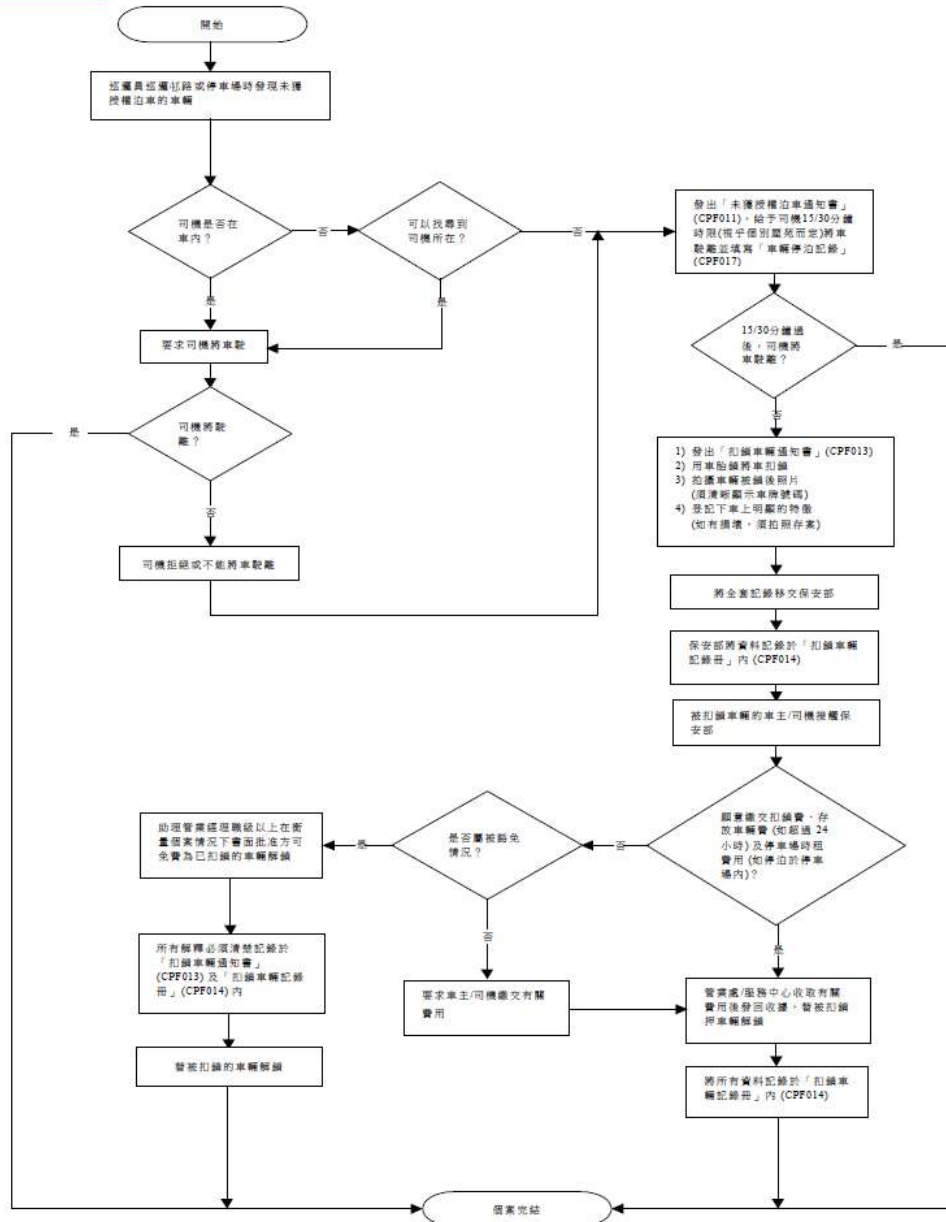 開始
巡邏員巡邏邨路或停車場時發現未獲
授權泊車的車輛
司機是否在
車內？
否
可以找尋到
司機所在？
否
發出「未獲授權泊車通知書」
(CPF011)，給予司機15/30分鐘
時限(視乎個別屋苑而定)將車
駛離並填寫「車輛停泊記錄」
(CPF017)
是
是
要求司機將車駛
15/30分鐘過
後，司機將
車駛離？
是
是
司機將駛
離？
否
否
1) 發出「扣鎖車輛通知書」(CPF013)
2) 用車胎鎖將車扣鎖
3) 拍攝車輛被鎖後照片
(須清晰顯示車牌號碼)
4) 登記下車上明顯的特徵
(如有損壞，須拍照存案)
司機拒絕或不能將車駛離
將全套記錄移交保安部
保安部將資料記錄於「扣鎖車輛
記錄冊」內 (CPF014)
被扣鎖車輛的車主/司機接觸保
安部
願意繳交扣鎖費、存
放車輛費 (如超過 24
小時) 及停車場時租
費用 (如停泊於停車
場內)？
否
是否屬被豁免
情況？
是
助理管業經理職級以上在衡
量個案情況下書面批准方可
免費為已扣鎖的車輛解鎖
否
是
所有解釋必須清楚記錄於
「扣鎖車輛通知書」
(CPF013) 及「扣鎖車輛記錄
冊」(CPF014) 內
要求車主/司機繳交有關
費用
管業處/服務中心收取有關
費用後發回收據，替被扣鎖
押車輛解鎖
替被扣鎖的車輛解鎖
將所有資料記錄於「扣鎖車
輛記錄冊」內 (CPF014)
個案完結